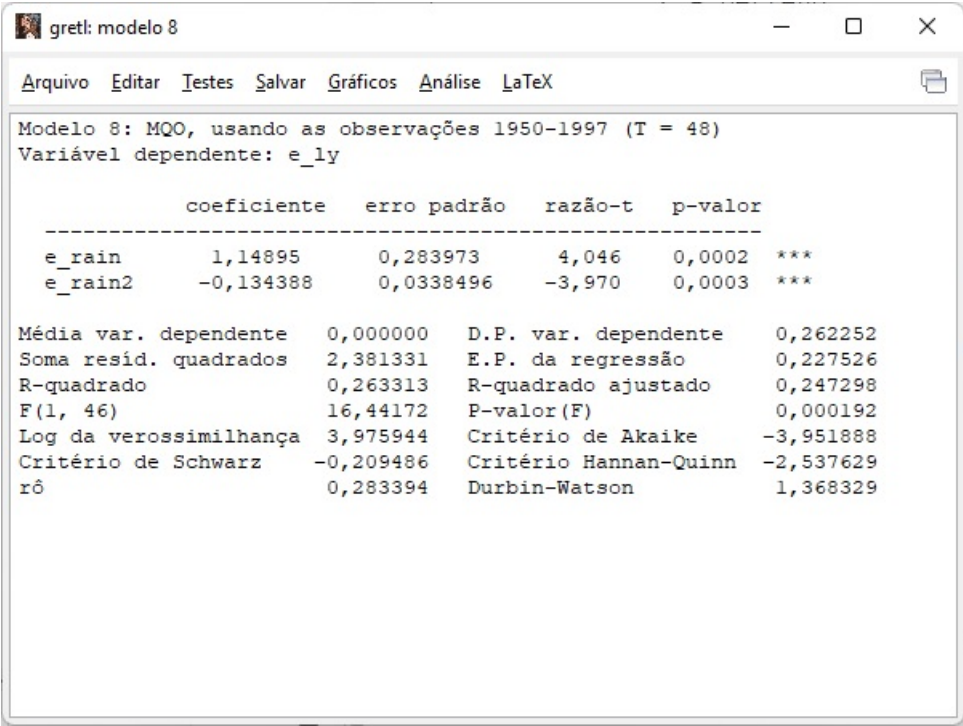 gretl: modelo 8
Arquivo Editar Testes Salvar Gráficos Análise LaTeX
Modelo 8: MQO, usando as observações 1950-1997 (T = 48)
Variável dependente: e_ly
coeficiente erro padrão razão-t p-valor
-------------------------------------------------------
e_rain 1,14895 0,283973 4,046 0,0002 ***
e_rain2 -0,134388 0,0338496 -3,970 0,0003 ***
Média var. dependente 0,000000 D.P. var. dependente 0,262252
Soma resíd. quadrados 2,381331 E.P. da regressão 0,227526
R-quadrado 0,263313 R-quadrado ajustado 0,247298
F(1, 46) 16,44172 P-valor(F) 0,000192
Log da verossimilhança 3,975944 Critério de Akaike -3,951888
Critério de Schwarz -0,209486 Critério Hannan-Quinn -2,537629
rô 0,283394 Durbin-Watson 1,368329